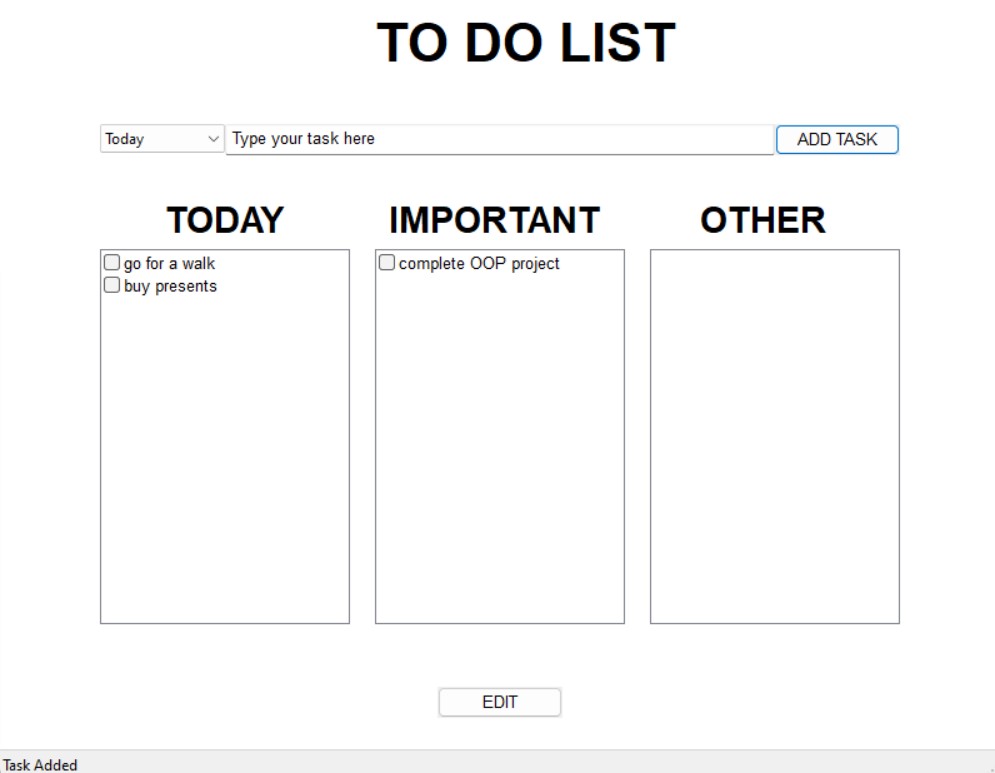 TO DO LIST
Today Type your task here ADD TASK
TODAY IMPORTANT OTHER
go for a walk complete OOP project
buy presents
EDIT
Task Added